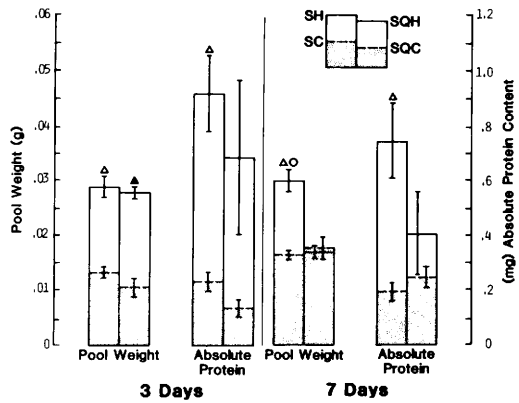 .06
.05
.04
.03
.02
.01
0
Pool Weight (g)
SH
SQH
SC
SQC
1.2
1.0
.8
.6
.4
.2
0
(mg) Absolute Protein Content
Pool Weight
Absolute
Protein
Pool Weight
Absolute
Protein
3 Days
7 Days